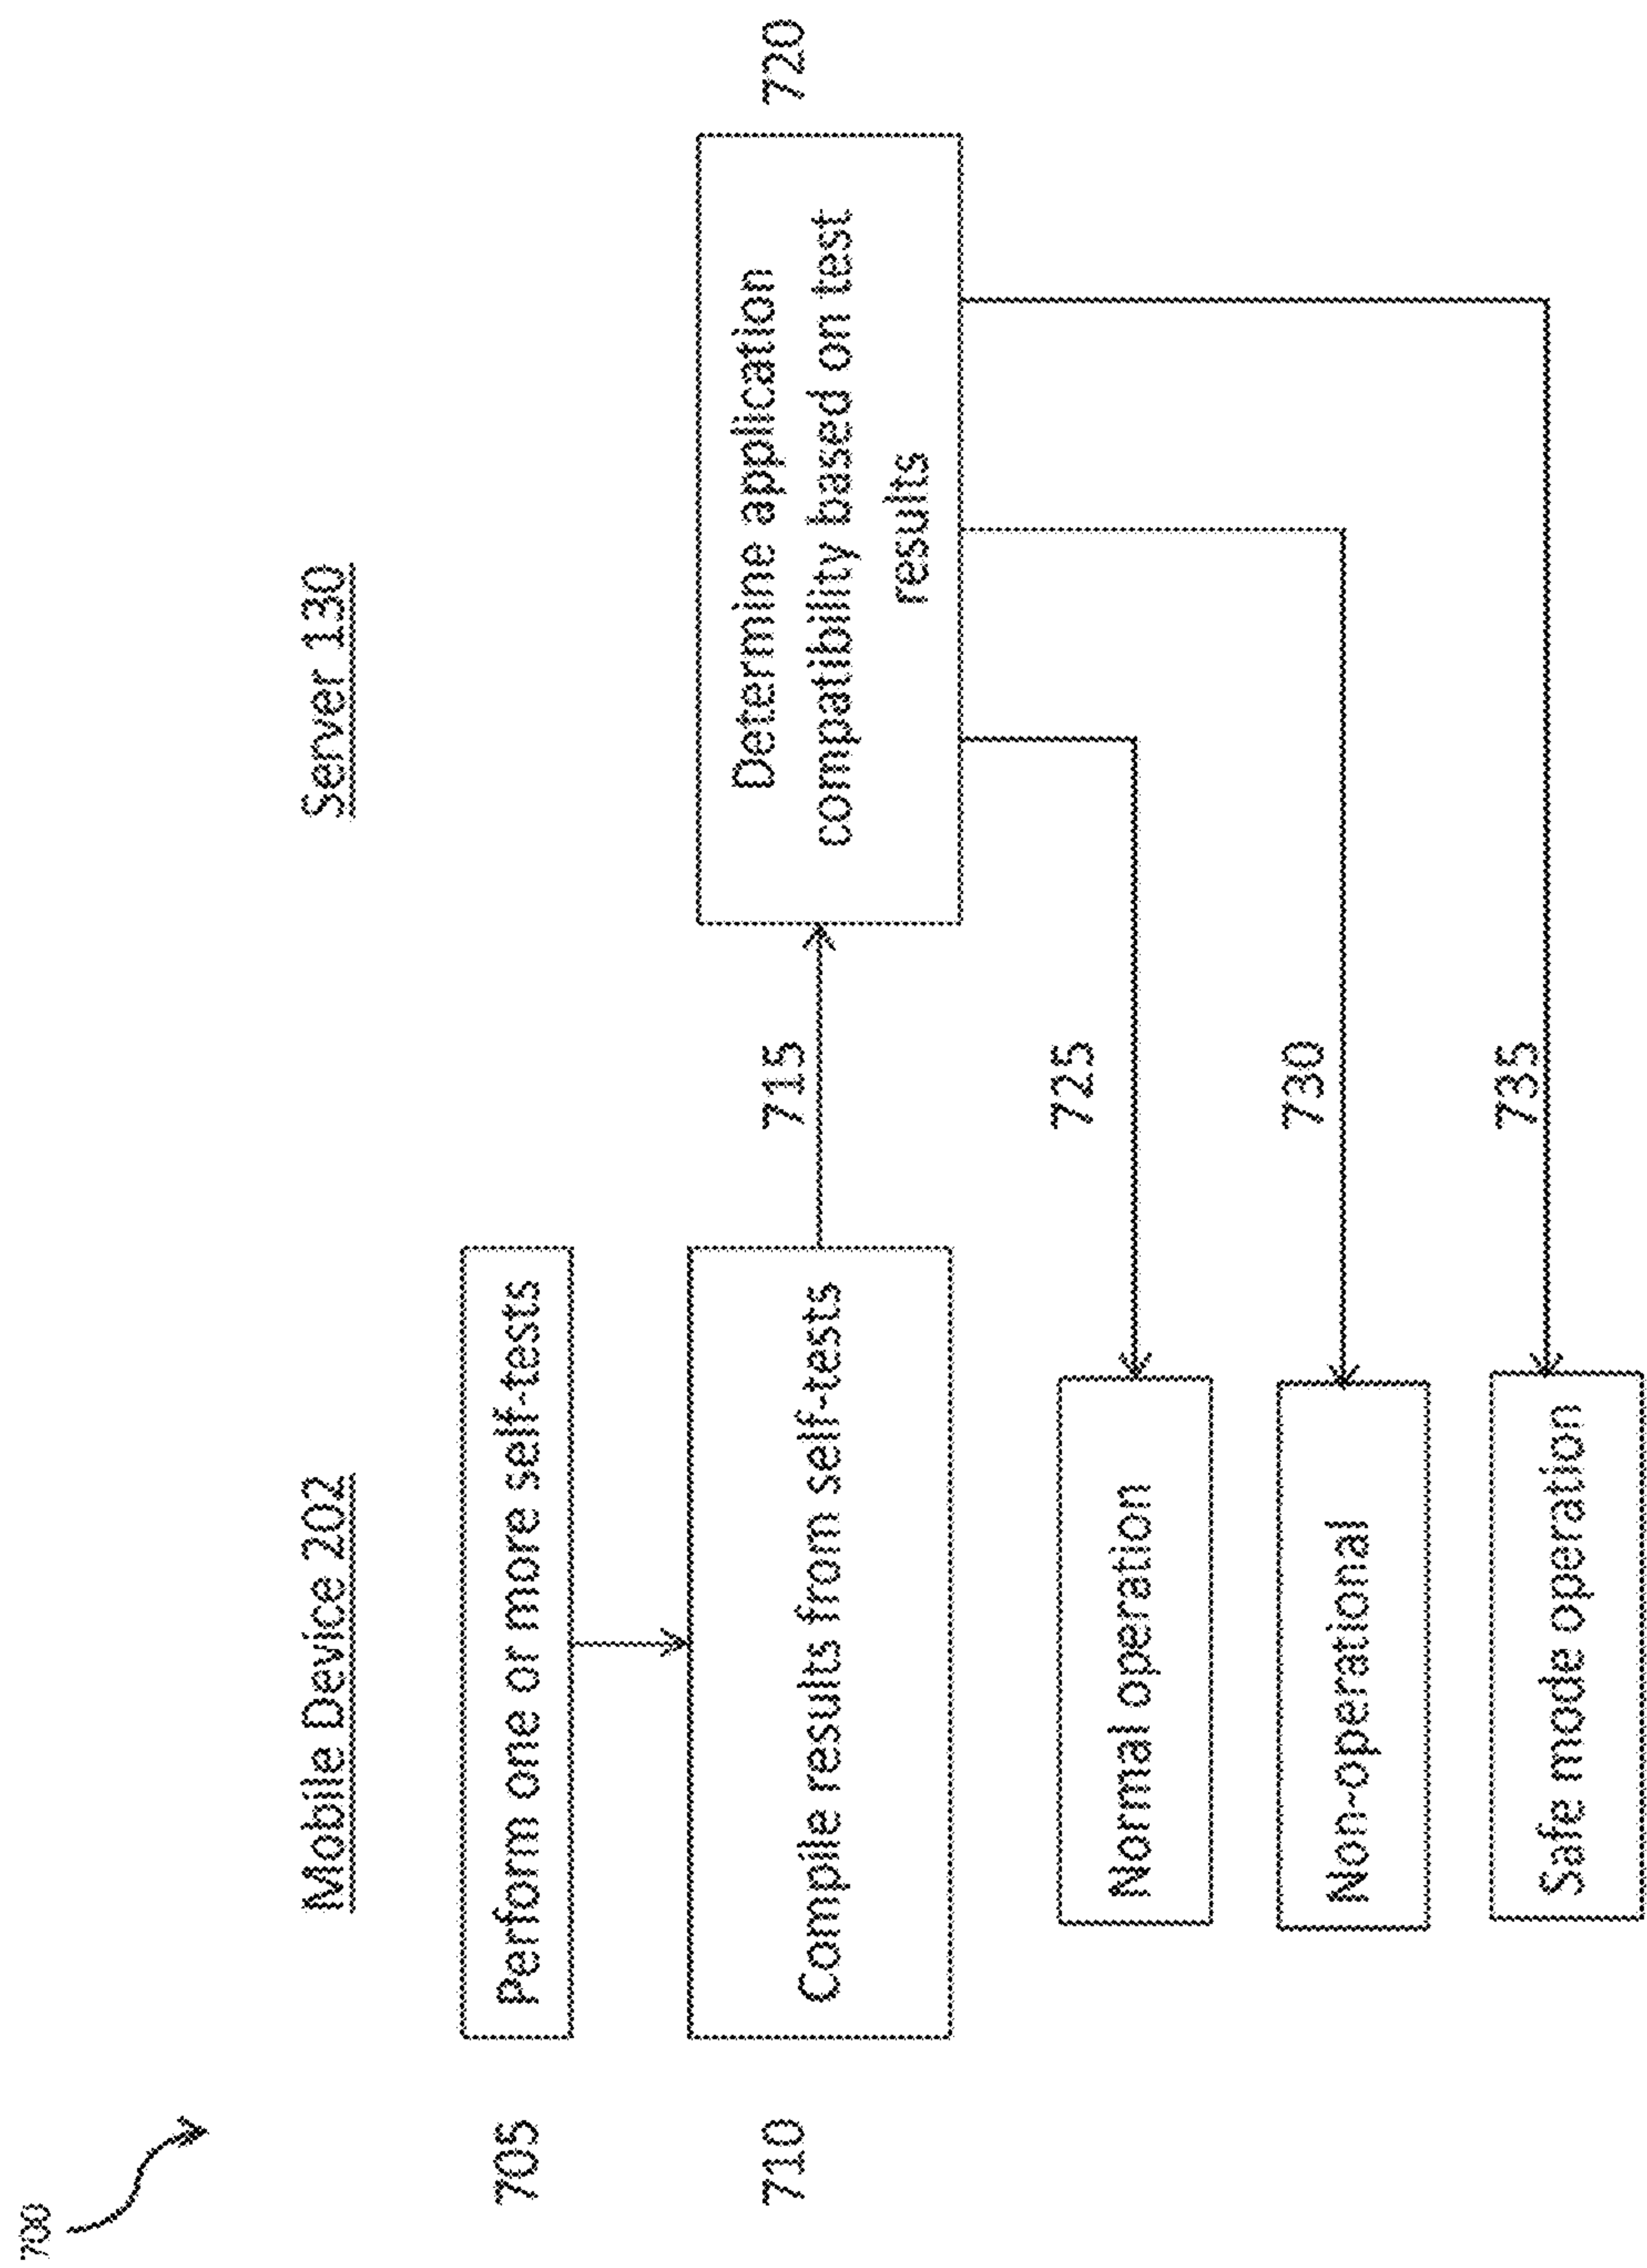 700
Mobile Device 202
Server 130
705
Perform one or more self-tests
710
Compile results from self-tests
715
Determine application
compatibility based on test
results
720
725
Normal operation
730
Non-operational
735
Safe mode operation